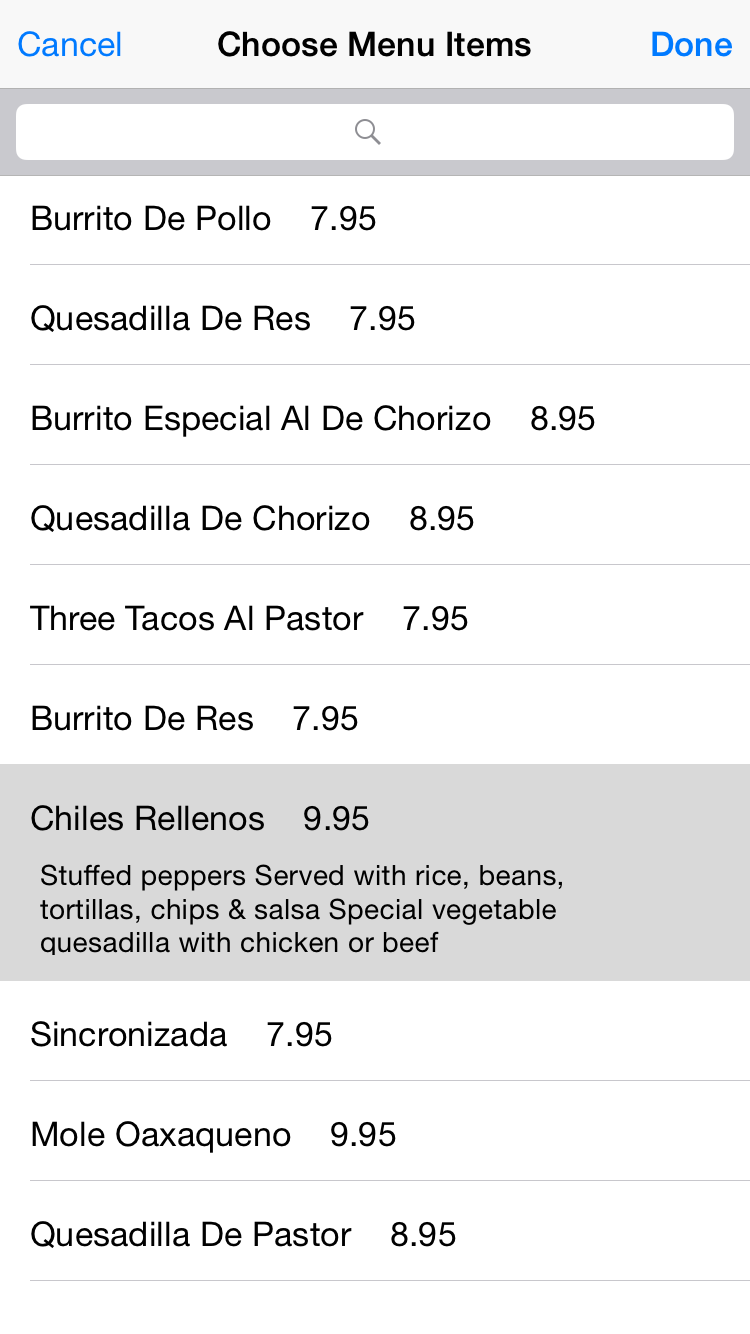 Cancel Choose Menu Items Done
Burrito De Pollo 7.95
Quesadilla De Res 7.95
Burrito Especial Al De Chorizo 8.95
Quesadilla De Chorizo 8.95
Three Tacos Al Pastor 7.95
Burrito De Res 7.95
Chiles Rellenos 9.95
Stuffed peppers Served with rice, beans,
tortillas, chips & salsa Special vegetable
quesadilla with chicken or beef
Sincronizada 7.95
Mole Oaxaqueno 9.95
Quesadilla De Pastor 8.95